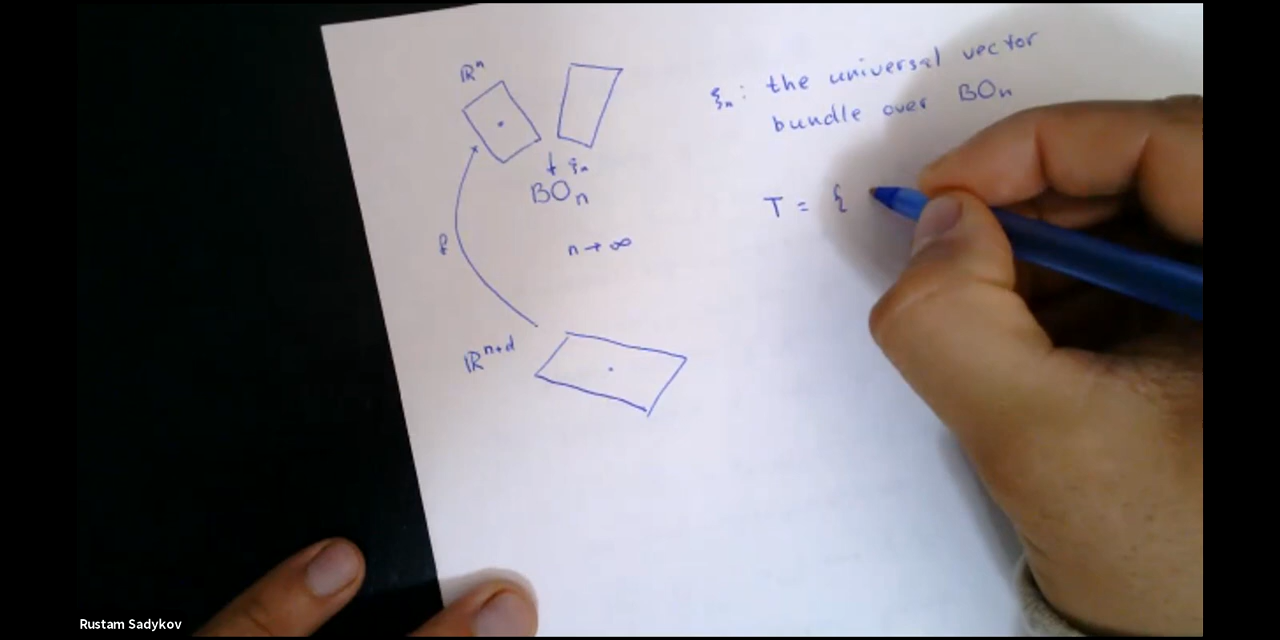 ℝⁿ
ξₙ : the universal vector
bundle over BOₙ
↓ ξₙ
BOₙ
T = {
n → ∞
ℝⁿ⁺ᵈ
Rustam Sadykov